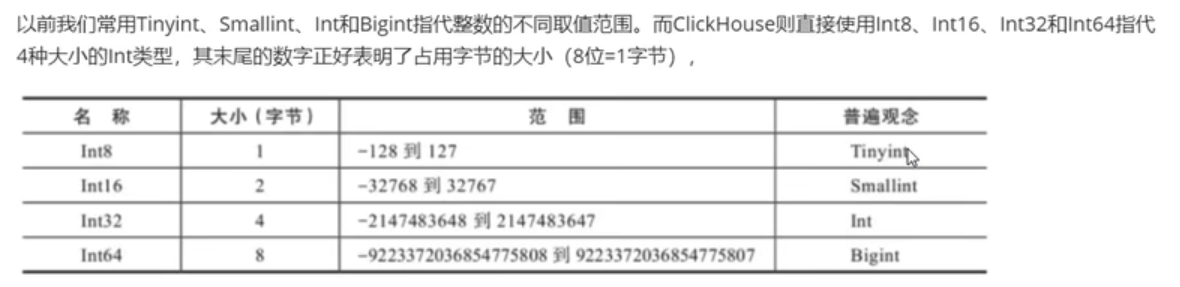 以前我们常用Tinyint、Smallint、Int和Bigint指代整数的不同取值范围。而ClickHouse则直接使用Int8、Int16、Int32和Int64指代
4种大小的Int类型，其末尾的数字正好表明了占用字节的大小（8位=1字节），
名 称 大小（字节） 范 围 普遍观念
Int8 1 -128 到 127 Tinyint
Int16 2 -32768 到 32767 Smallint
Int32 4 -2147483648 到 2147483647 Int
Int64 8 -9223372036854775808 到 9223372036854775807 Bigint